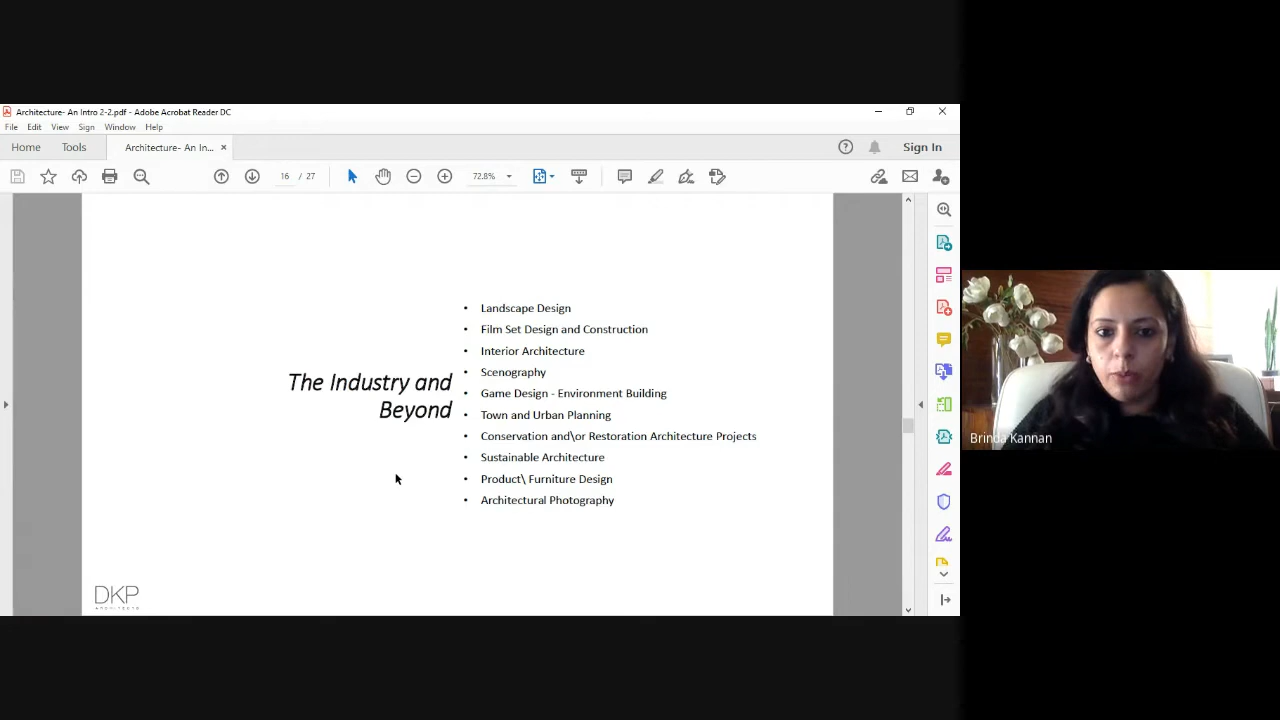 Architecture- An Intro 2-2.pdf - Adobe Acrobat Reader DC
File Edit View Sign Window Help
Home Tools Architecture- An In... × Sign In
16 / 27 72.8%
The Industry and
Beyond
• Landscape Design
• Film Set Design and Construction
• Interior Architecture
• Scenography
• Game Design - Environment Building
• Town and Urban Planning
• Conservation and\or Restoration Architecture Projects
• Sustainable Architecture
• Product\ Furniture Design
• Architectural Photography
DKP
ARCHITECTS
Brinda Kannan